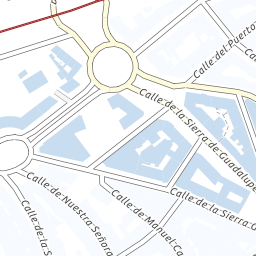 Calle del Puerto
Calle de la Sierra de Guadalupe
Calle de Nuestra Señora
Calle de Manuel
Calle de la Sierra
Calle de la S